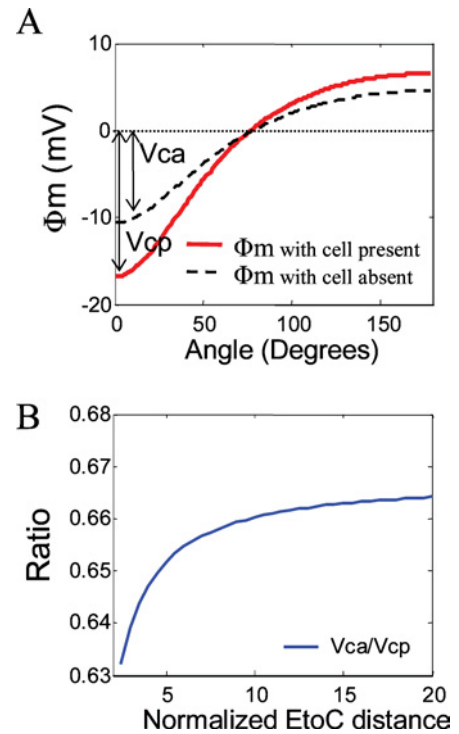 A
10
0
-10
-20
Φm (mV)
Vca
Vcp
Φm with cell present
Φm with cell absent
0 50 100 150
Angle (Degrees)
B
0.68
0.67
0.66
0.65
0.64
0.63
Ratio
Vca/Vcp
5 10 15 20
Normalized EtoC distance